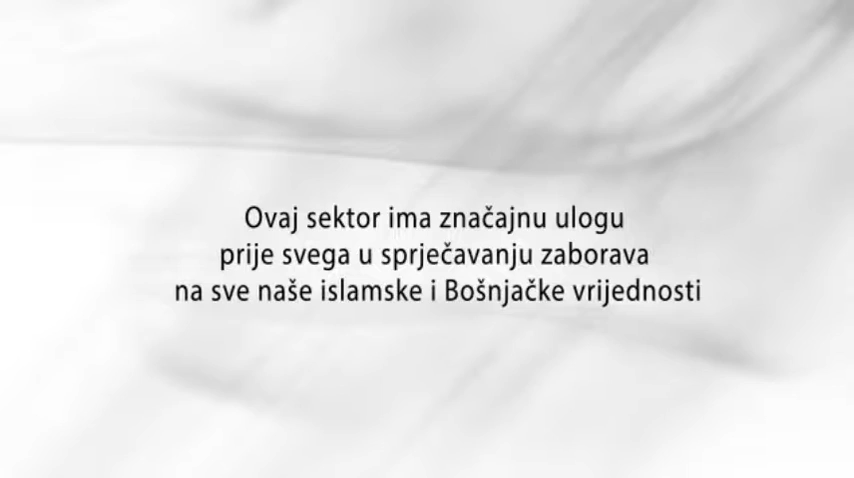 Ovaj sektor ima značajnu ulogu
prije svega u sprječavanju zaborava
na sve naše islamske i Bošnjačke vrijednosti